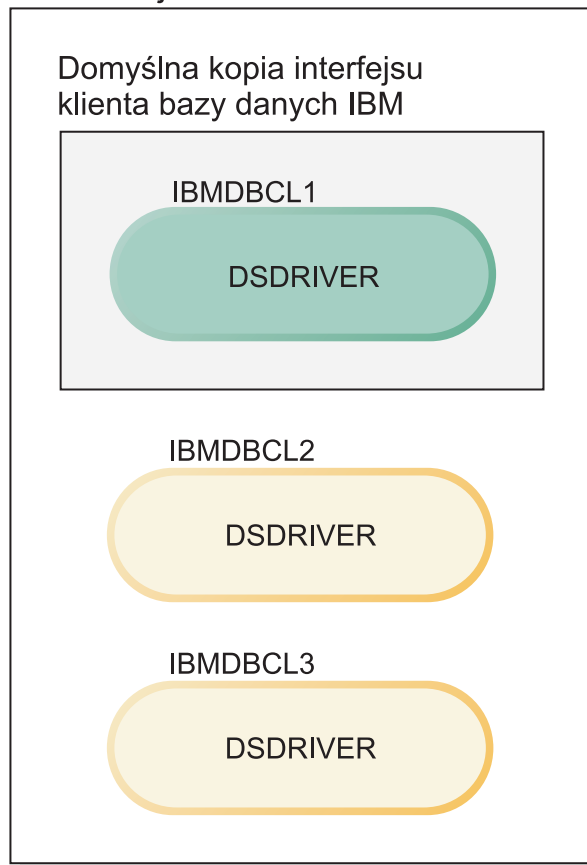 Domyślna kopia interfejsu
klienta bazy danych IBM
IBMDBCL1
DSDRIVER
IBMDBCL2
DSDRIVER
IBMDBCL3
DSDRIVER